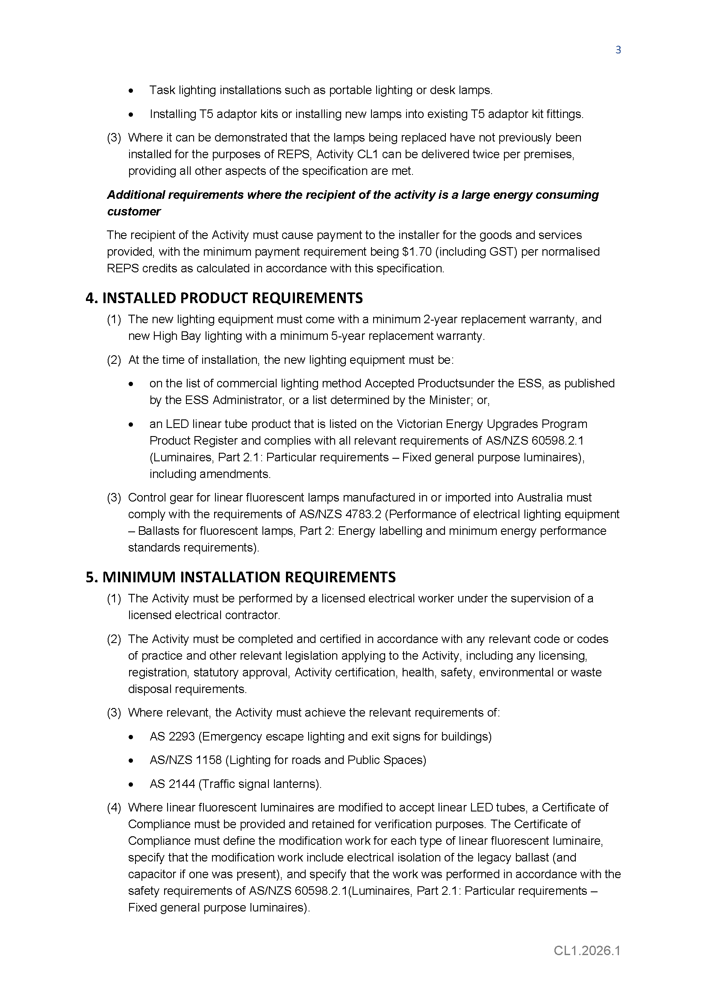 3
• Task lighting installations such as portable lighting or desk lamps.
• Installing T5 adaptor kits or installing new lamps into existing T5 adaptor kit fittings.
(3) Where it can be demonstrated that the lamps being replaced have not previously been
installed for the purposes of REPS, Activity CL1 can be delivered twice per premises,
providing all other aspects of the specification are met.
Additional requirements where the recipient of the activity is a large energy consuming
customer
The recipient of the Activity must cause payment to the installer for the goods and services
provided, with the minimum payment requirement being $1.70 (including GST) per normalised
REPS credits as calculated in accordance with this specification.
4. INSTALLED PRODUCT REQUIREMENTS
(1) The new lighting equipment must come with a minimum 2-year replacement warranty, and
new High Bay lighting with a minimum 5-year replacement warranty.
(2) At the time of installation, the new lighting equipment must be:
• on the list of commercial lighting method Accepted Productsunder the ESS, as published
by the ESS Administrator, or a list determined by the Minister; or,
• an LED linear tube product that is listed on the Victorian Energy Upgrades Program
Product Register and complies with all relevant requirements of AS/NZS 60598.2.1
(Luminaires, Part 2.1: Particular requirements – Fixed general purpose luminaires),
including amendments.
(3) Control gear for linear fluorescent lamps manufactured in or imported into Australia must
comply with the requirements of AS/NZS 4783.2 (Performance of electrical lighting equipment
– Ballasts for fluorescent lamps, Part 2: Energy labelling and minimum energy performance
standards requirements).
5. MINIMUM INSTALLATION REQUIREMENTS
(1) The Activity must be performed by a licensed electrical worker under the supervision of a
licensed electrical contractor.
(2) The Activity must be completed and certified in accordance with any relevant code or codes
of practice and other relevant legislation applying to the Activity, including any licensing,
registration, statutory approval, Activity certification, health, safety, environmental or waste
disposal requirements.
(3) Where relevant, the Activity must achieve the relevant requirements of:
• AS 2293 (Emergency escape lighting and exit signs for buildings)
• AS/NZS 1158 (Lighting for roads and Public Spaces)
• AS 2144 (Traffic signal lanterns).
(4) Where linear fluorescent luminaires are modified to accept linear LED tubes, a Certificate of
Compliance must be provided and retained for verification purposes. The Certificate of
Compliance must define the modification work for each type of linear fluorescent luminaire,
specify that the modification work include electrical isolation of the legacy ballast (and
capacitor if one was present), and specify that the work was performed in accordance with the
safety requirements of AS/NZS 60598.2.1(Luminaires, Part 2.1: Particular requirements –
Fixed general purpose luminaires).
CL1.2026.1